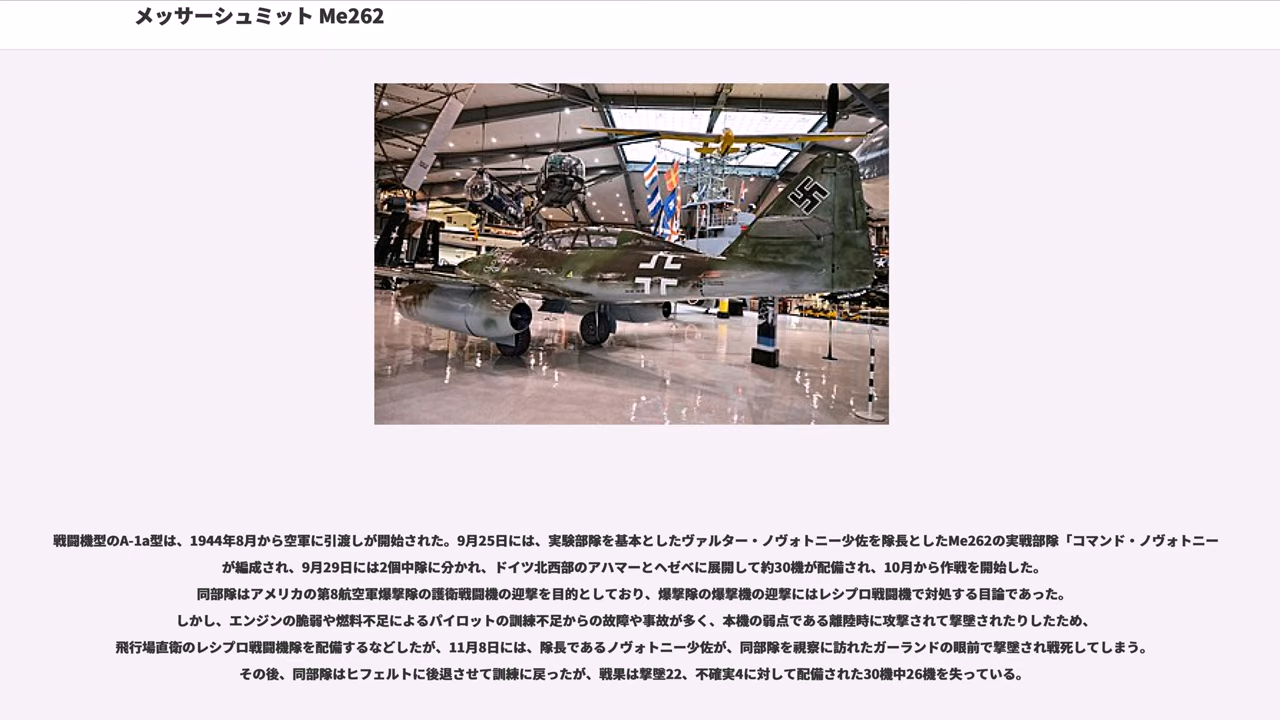 メッサーシュミット Me262
戦闘機型のA-1a型は、1944年8月から空軍に引渡しが開始された。9月25日には、実験部隊を基本としたヴァルター・ノヴォトニー少佐を隊長としたMe262の実戦部隊「コマンド・ノヴォトニー
が編成され、9月29日には2個中隊に分かれ、ドイツ北西部のアハマーとヘゼペに展開して約30機が配備され、10月から作戦を開始した。
同部隊はアメリカの第8航空軍爆撃隊の護衛戦闘機の迎撃を目的としており、爆撃隊の爆撃機の迎撃にはレシプロ戦闘機で対処する目論であった。
しかし、エンジンの脆弱や燃料不足によるパイロットの訓練不足からの故障や事故が多く、本機の弱点である離陸時に攻撃されて撃墜されたりしたため、
飛行場直衛のレシプロ戦闘機隊を配備するなどしたが、11月8日には、隊長であるノヴォトニー少佐が、同部隊を視察に訪れたガーランドの眼前で撃墜され戦死してしまう。
その後、同部隊はヒフェルトに後退させて訓練に戻ったが、戦果は撃墜22、不確実4に対して配備された30機中26機を失っている。